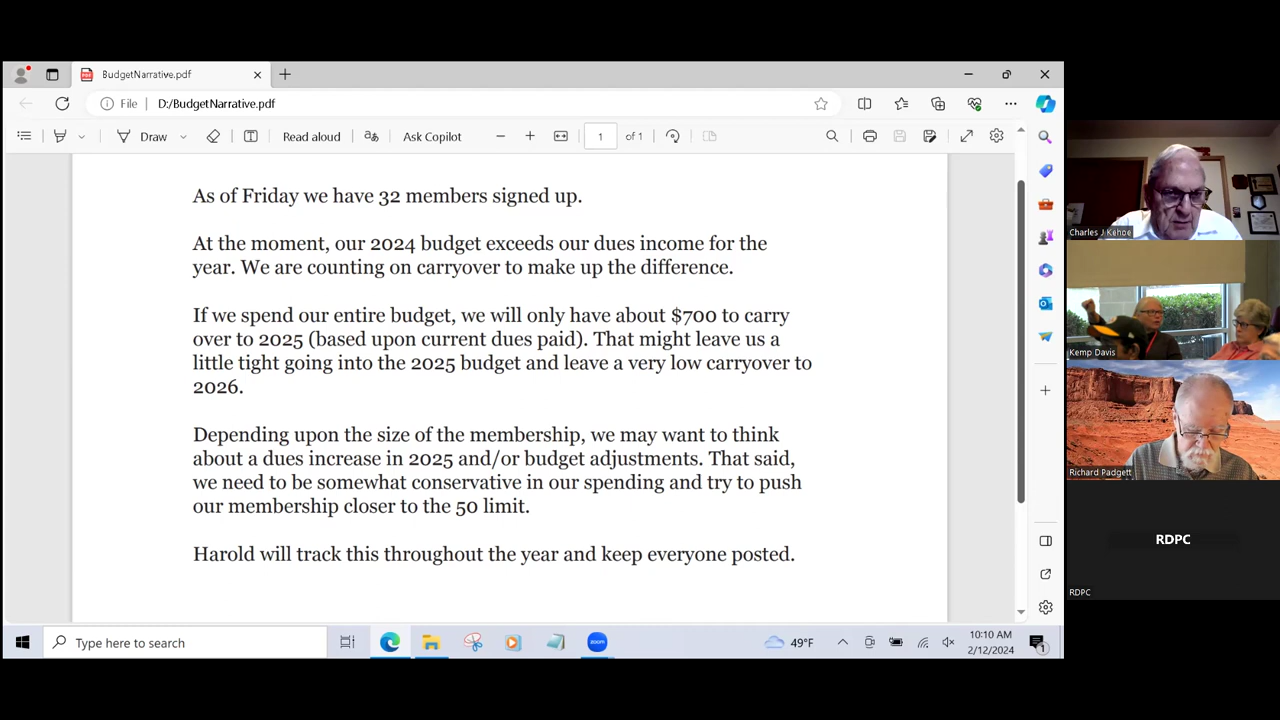 BudgetNarrative.pdf
File
D:/BudgetNarrative.pdf
Draw
Read aloud
Ask Copilot
1
of 1
As of Friday we have 32 members signed up.
At the moment, our 2024 budget exceeds our dues income for the
year. We are counting on carryover to make up the difference.
If we spend our entire budget, we will only have about $700 to carry
over to 2025 (based upon current dues paid). That might leave us a
little tight going into the 2025 budget and leave a very low carryover to
2026.
Depending upon the size of the membership, we may want to think
about a dues increase in 2025 and/or budget adjustments. That said,
we need to be somewhat conservative in our spending and try to push
our membership closer to the 50 limit.
Harold will track this throughout the year and keep everyone posted.
Charles J Kehoe
Kemp Davis
Richard Padgett
RDPC
RDPC
Type here to search
zoom
49°F
10:10 AM
2/12/2024
1